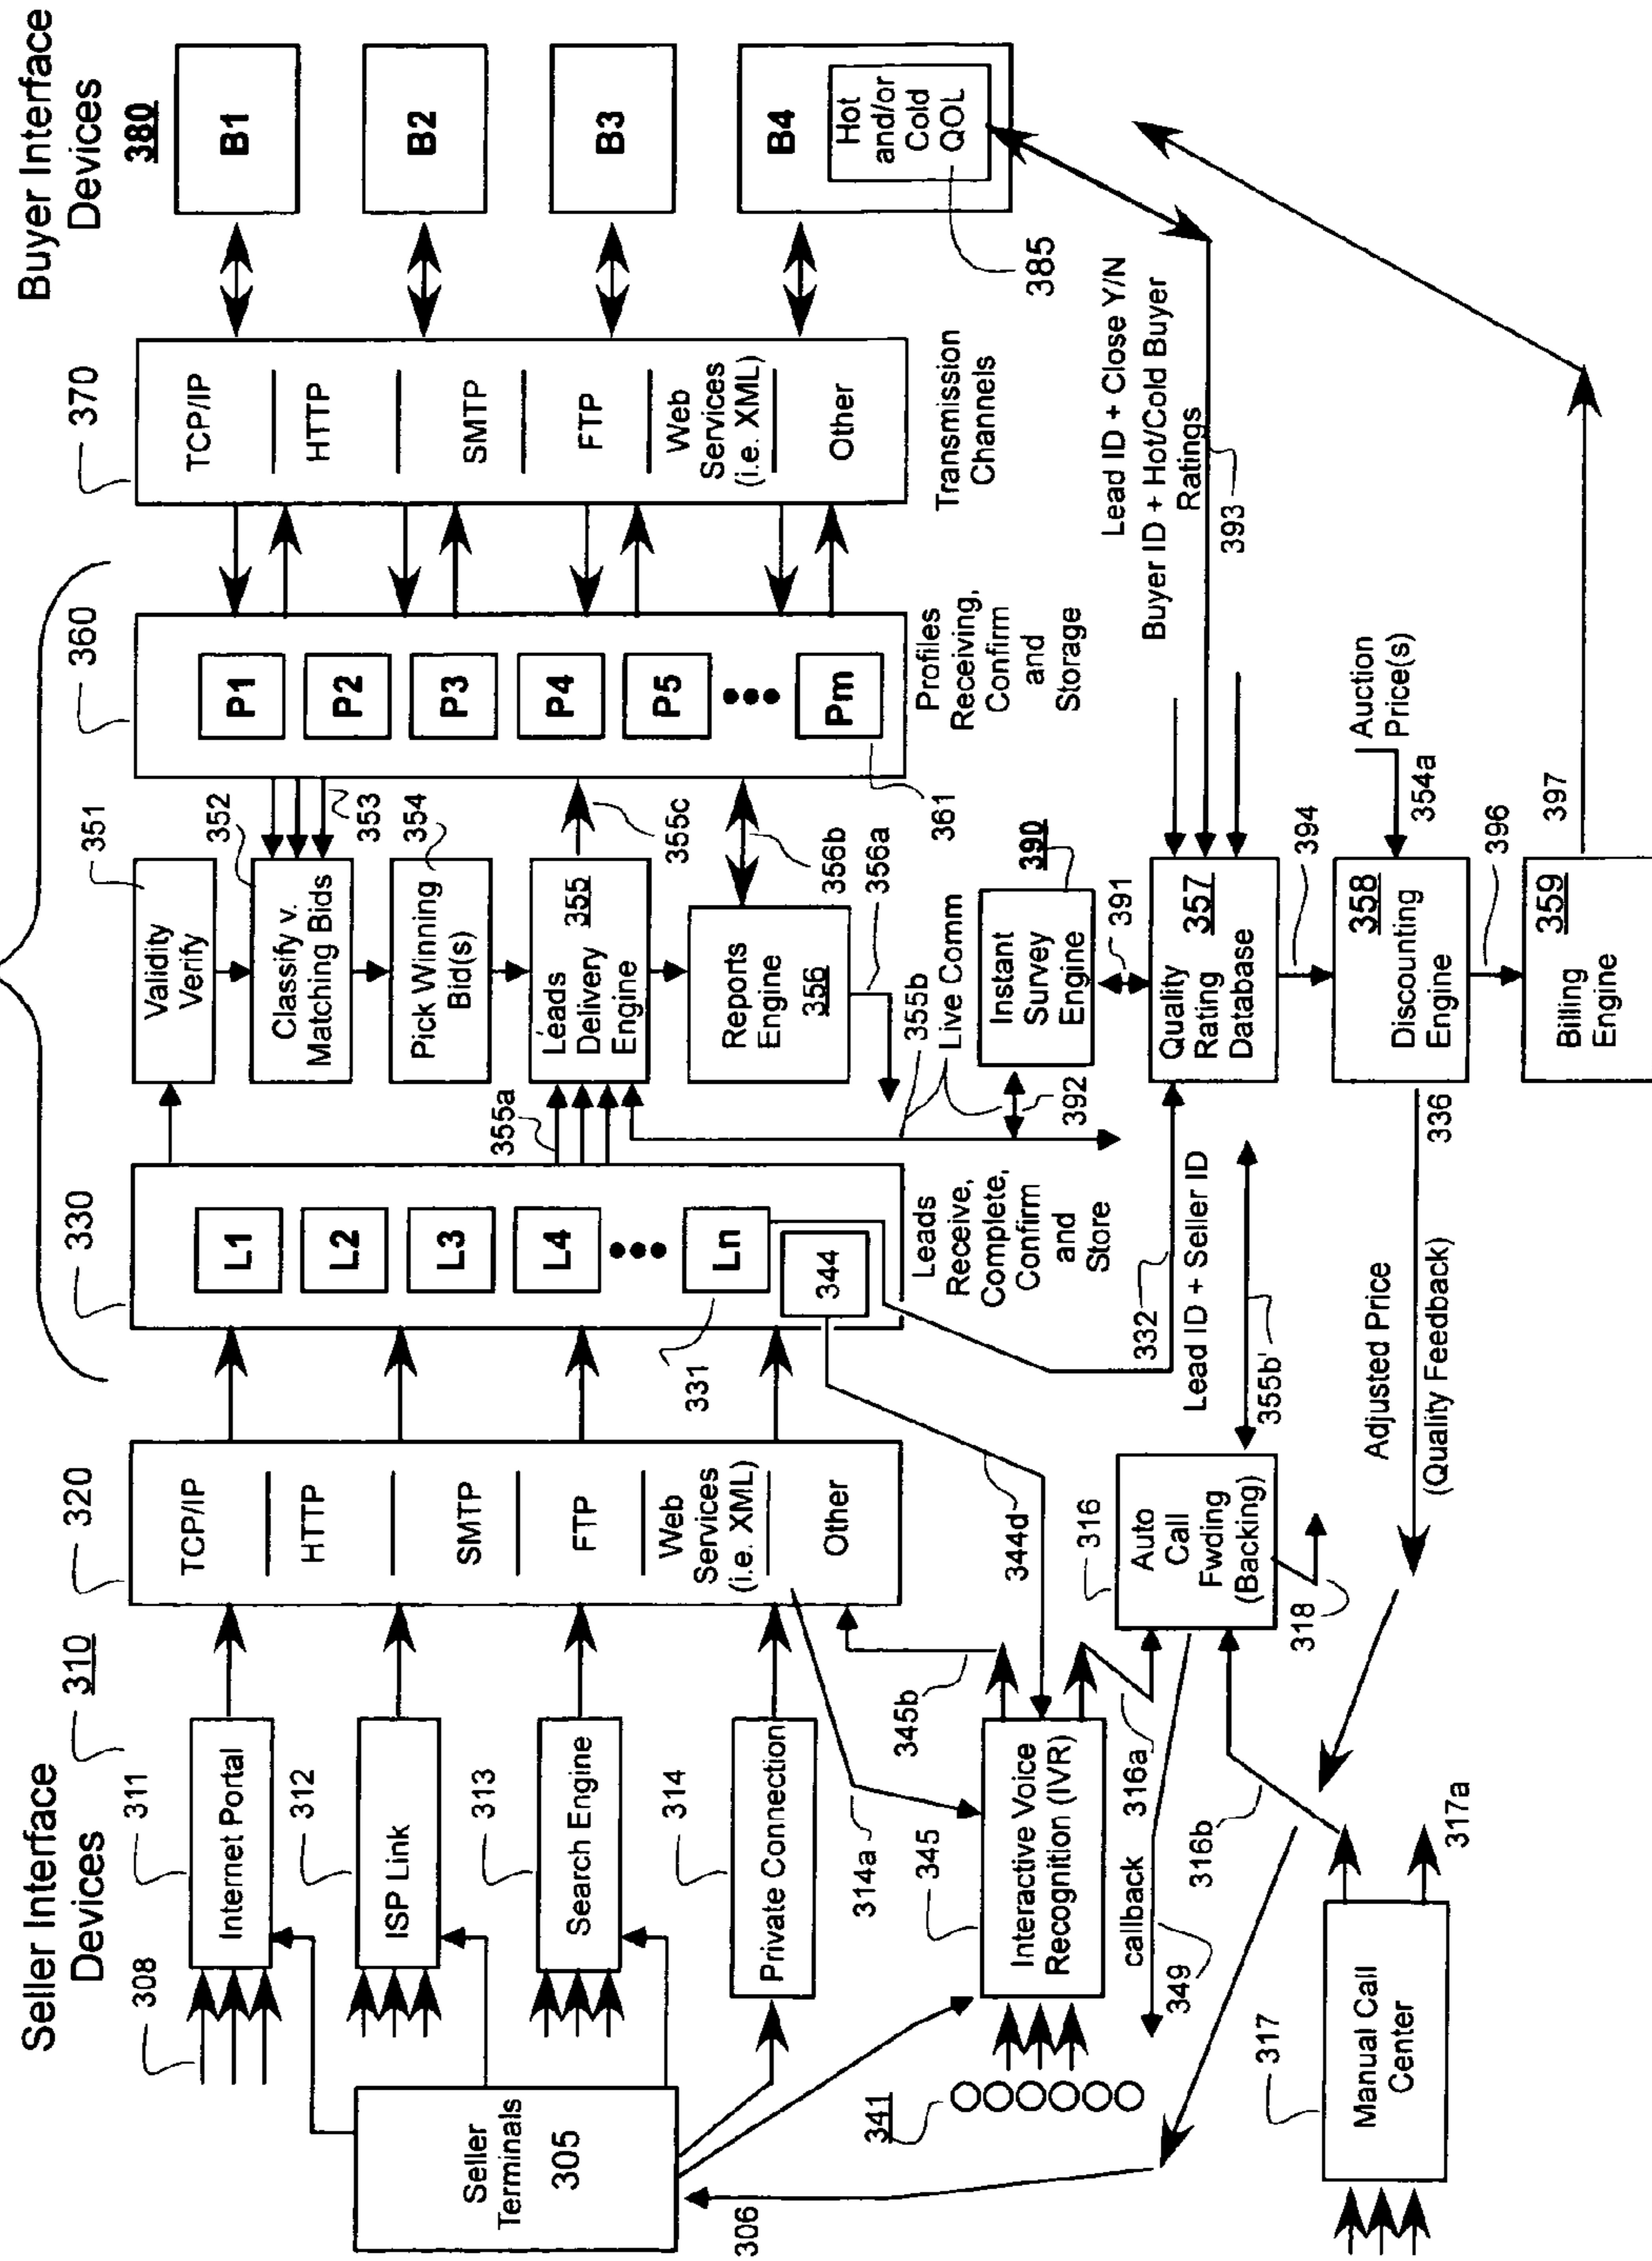 Seller Interface
Devices
310
308
311
Internet Portal
312
ISP Link
313
Search Engine
314
Private Connection
Seller
Terminals
305
306
341
345
Interactive Voice
Recognition (IVR)
314a
345b
316a
callback
349
316b
317
Manual Call
Center
317a
316
Auto
Call
Fwding
(Backing)
318
320
TCP/IP
HTTP
SMTP
FTP
Web
Services
(i.e. XML)
Other
344d
330
L1
L2
L3
L4
Ln
331
344
Leads
Receive,
Complete,
Confirm
and
Store
332
Lead ID + Seller ID
355b'
Adjusted Price
(Quality Feedback)
336
351
Validity
Verify
352
Classify v.
Matching Bids
353
354
Pick Winning
Bid(s)
355a
Leads
Delivery
Engine
355
355c
Reports
Engine
356
356b
356a
355b
Live Comm
390
Instant
Survey
Engine
391
392
Quality
Rating
Database
357
394
Auction
Price(s)
354a
Discounting
Engine
358
396
Billing
Engine
359
397
360
P1
P2
P3
P4
P5
Pm
361
Profiles
Receiving,
Confirm
and
Storage
370
TCP/IP
HTTP
SMTP
FTP
Web
Services
(i.e. XML)
Other
Transmission
Channels
Lead ID + Close Y/N
Buyer ID + Hot/Cold Buyer
Ratings
393
Buyer Interface
Devices
380
B1
B2
B3
B4
Hot
and/or
Cold
QOL
385